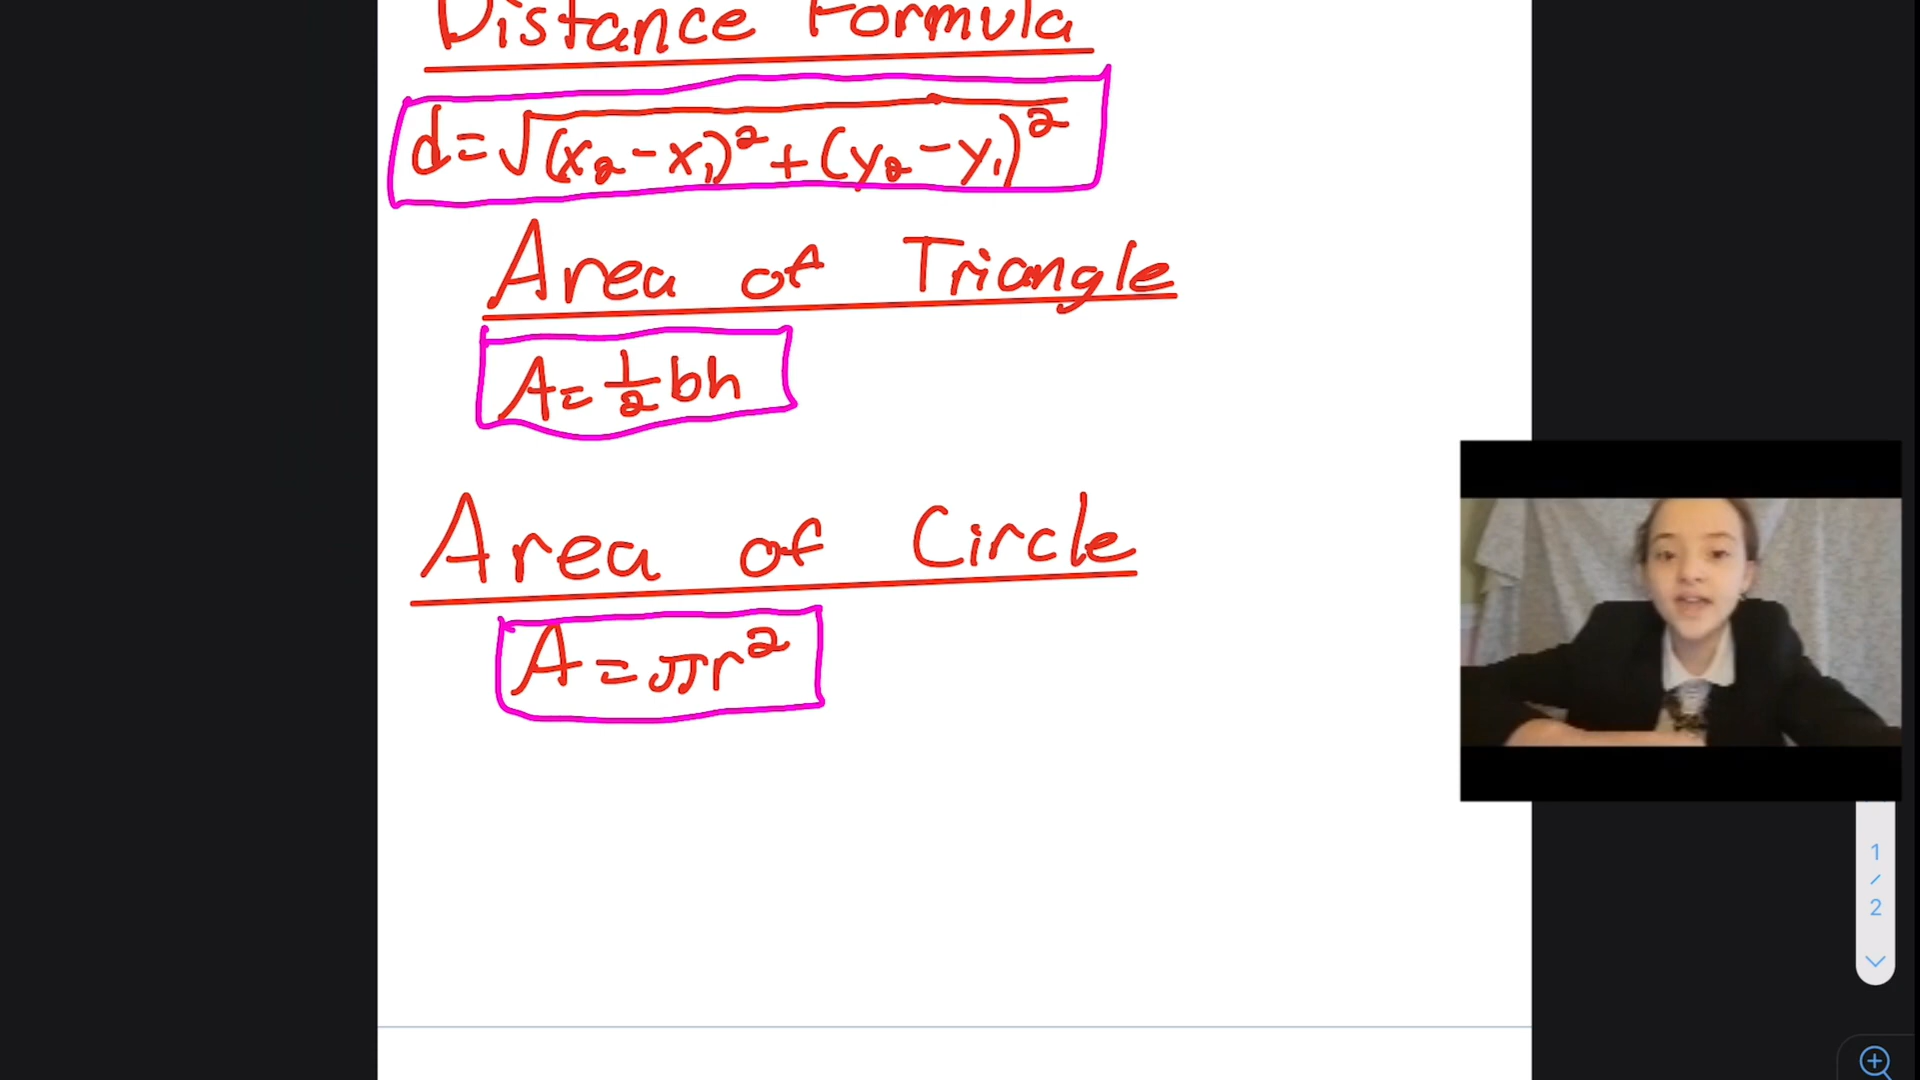 Distance Formula
d=√(x₂-x₁)²+(y₂-y₁)²
Area of Triangle
A=½bh
Area of Circle
A=πr²
1
/
2